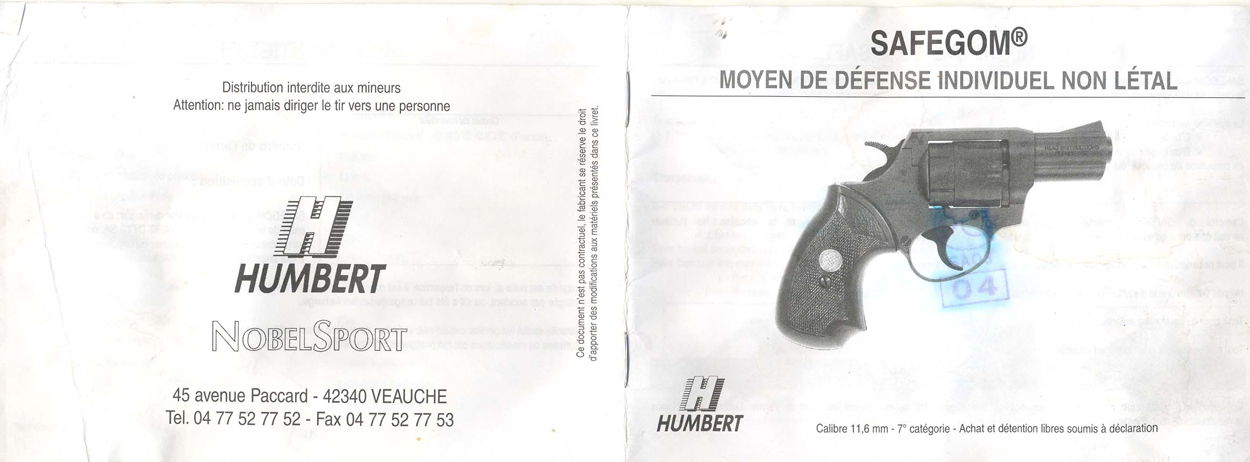 Distribution interdite aux mineurs
Attention: ne jamais diriger le tir vers une personne
HUMBERT
NOBELSPORT
45 avenue Paccard - 42340 VEAUCHE
Tel. 04 77 52 77 52 - Fax 04 77 52 77 53
Ce document n'est pas contractuel, le fabricant se réserve le droit
d'apporter des modifications aux matériels présentés dans ce livret.
SAFEGOM®
MOYEN DE DÉFENSE INDIVIDUEL NON LÉTAL
04
HUMBERT
Calibre 11,6 mm - 7° catégorie - Achat et détention libres soumis à déclaration